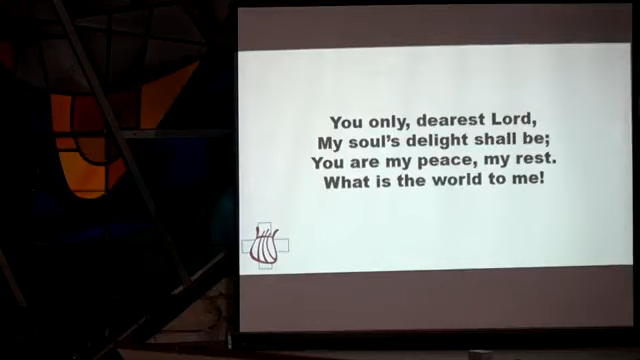 You only, dearest Lord,
My soul's delight shall be;
You are my peace, my rest.
What is the world to me!